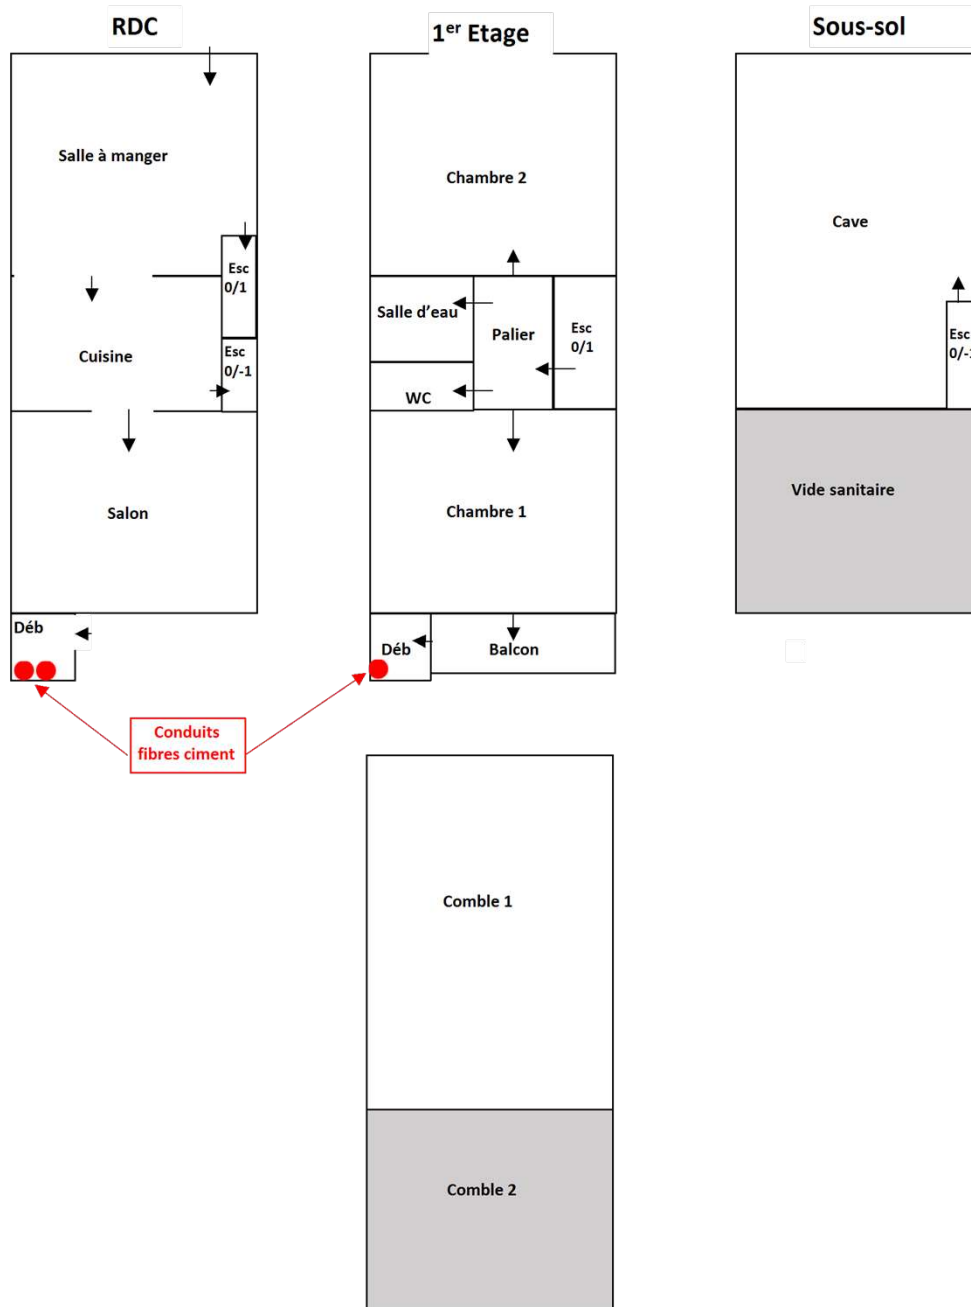 RDC
Salle à manger
Esc
0/1
Cuisine
Esc
0/-1
Salon
Déb
1er Etage
Chambre 2
Salle d’eau
Palier
Esc
0/1
WC
Chambre 1
Déb
Balcon
Sous-sol
Cave
Esc
0/-1
Vide sanitaire
Conduits
fibres ciment
Comble 1
Comble 2